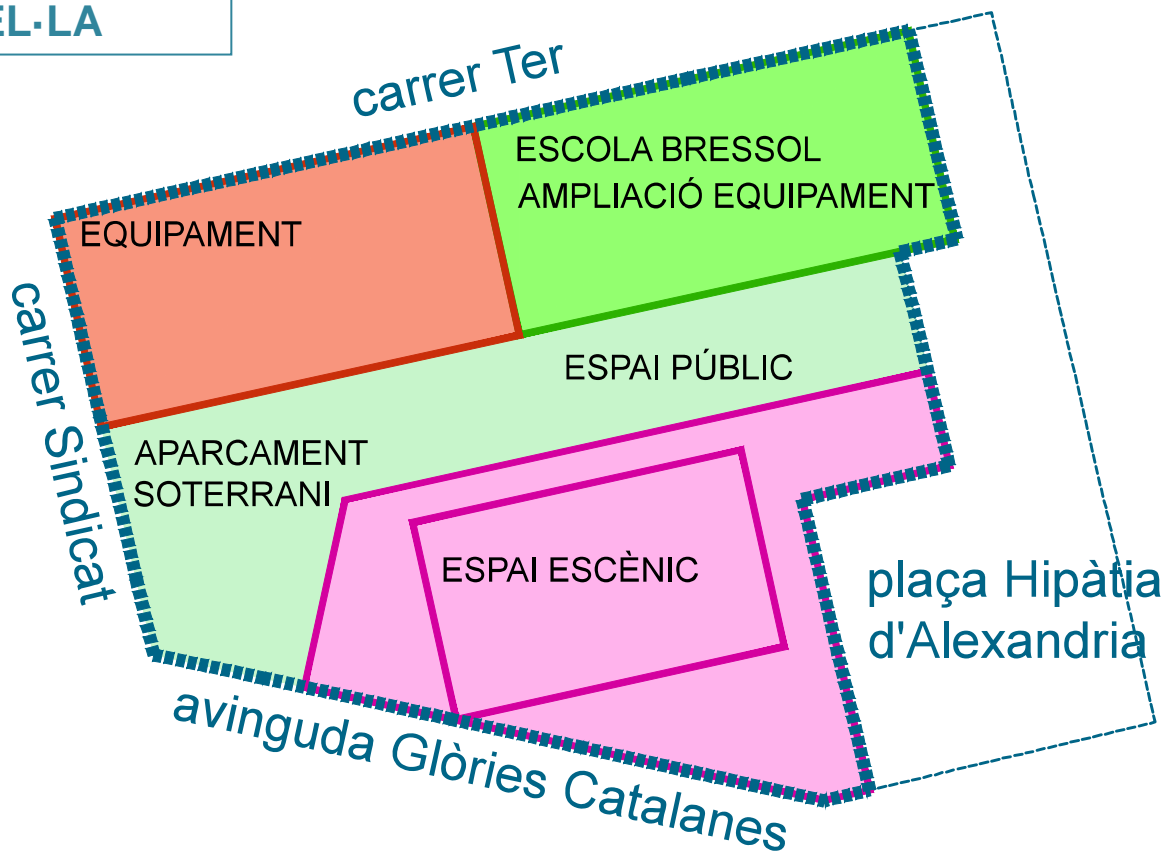 EL·LA
carrer Ter
ESCOLA BRESSOL
AMPLIACIÓ EQUIPAMENT
EQUIPAMENT
carrer Sindicat
ESPAI PÚBLIC
APARCAMENT
SOTERRANI
ESPAI ESCÈNIC
plaça Hipàtia
d'Alexandria
avinguda Glòries Catalanes